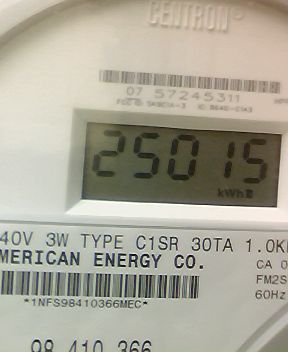 CENTRON®
07 57245311
25015
kWh
40V 3W TYPE C1SR 30TA 1.0K
MERICAN ENERGY CO.
CA 0
FM2S
60Hz
*1NFS98410366MEC*
98 410 366